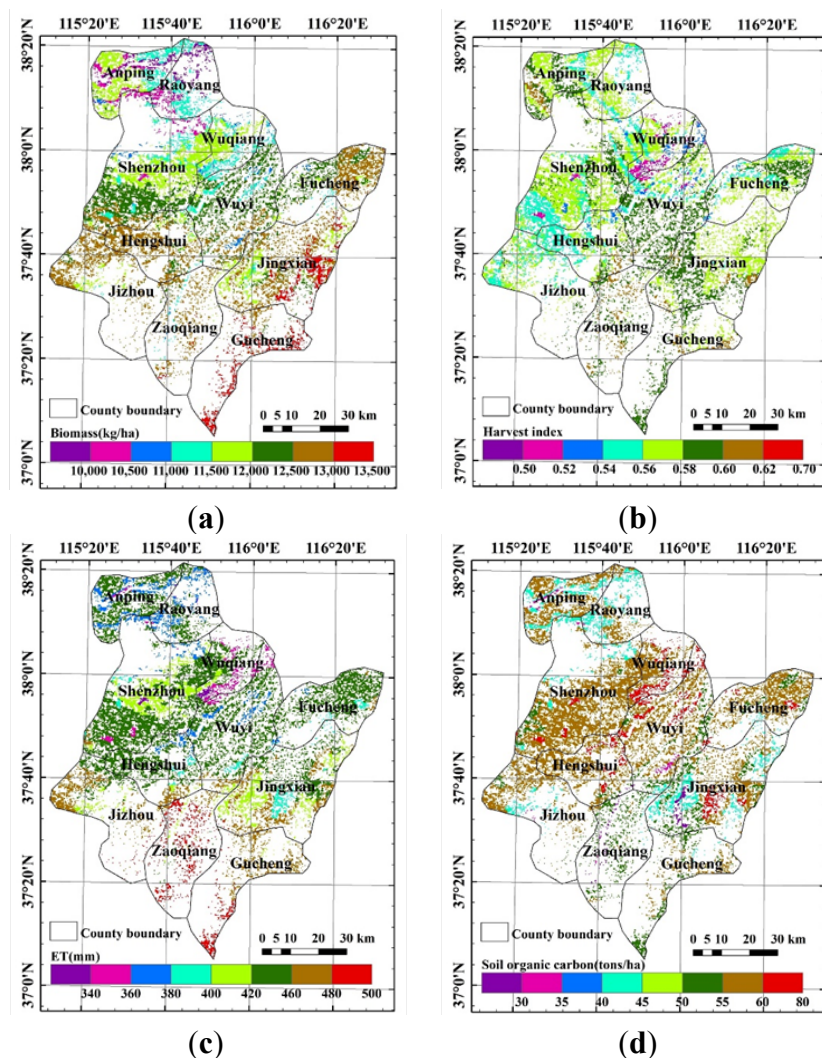 115°20'E 115°40'E 116°0'E 116°20'E
38°20'N
38°0'N
37°40'N
37°20'N
37°0'N
Anping
Raoyang
Wuqiang
Shenzhou
Fucheng
Wuyi
Hengshui
Jingxian
Jizhou
Zaoqiang
Gucheng
County boundary
0 5 10 20 30 km
Biomass(kg/ha)
10,000 10,500 11,000 11,500 12,000 12,500 13,000 13,500
(a)
115°20'E 115°40'E 116°0'E 116°20'E
38°20'N
38°0'N
37°40'N
37°20'N
37°0'N
Anping
Raoyang
Wuqiang
Shenzhou
Fucheng
Wuyi
Hengshui
Jingxian
Jizhou
Zaoqiang
Gucheng
County boundary
0 5 10 20 30 km
Harvest index
0.50 0.52 0.54 0.56 0.58 0.60 0.62 0.70
(b)
115°20'E 115°40'E 116°0'E 116°20'E
38°20'N
38°0'N
37°40'N
37°20'N
37°0'N
Anping
Raoyang
Wuqiang
Shenzhou
Fucheng
Wuyi
Hengshui
Jingxian
Jizhou
Zaoqiang
Gucheng
County boundary
0 5 10 20 30 km
ET(mm)
340 360 380 400 420 460 480 500
(c)
115°20'E 115°40'E 116°0'E 116°20'E
38°20'N
38°0'N
37°40'N
37°20'N
37°0'N
Anping
Raoyang
Wuqiang
Shenzhou
Fucheng
Wuyi
Hengshui
Jingxian
Jizhou
Zaoqiang
Gucheng
County boundary
0 5 10 20 30 km
Soil organic carbon(tons/ha)
30 35 40 45 50 55 60 80
(d)